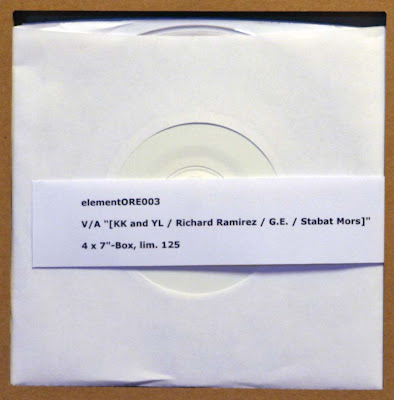 elementORE003
V/A "[KK and YL / Richard Ramirez / G.E. / Stabat Mors]"
4 x 7"-Box, lim. 125